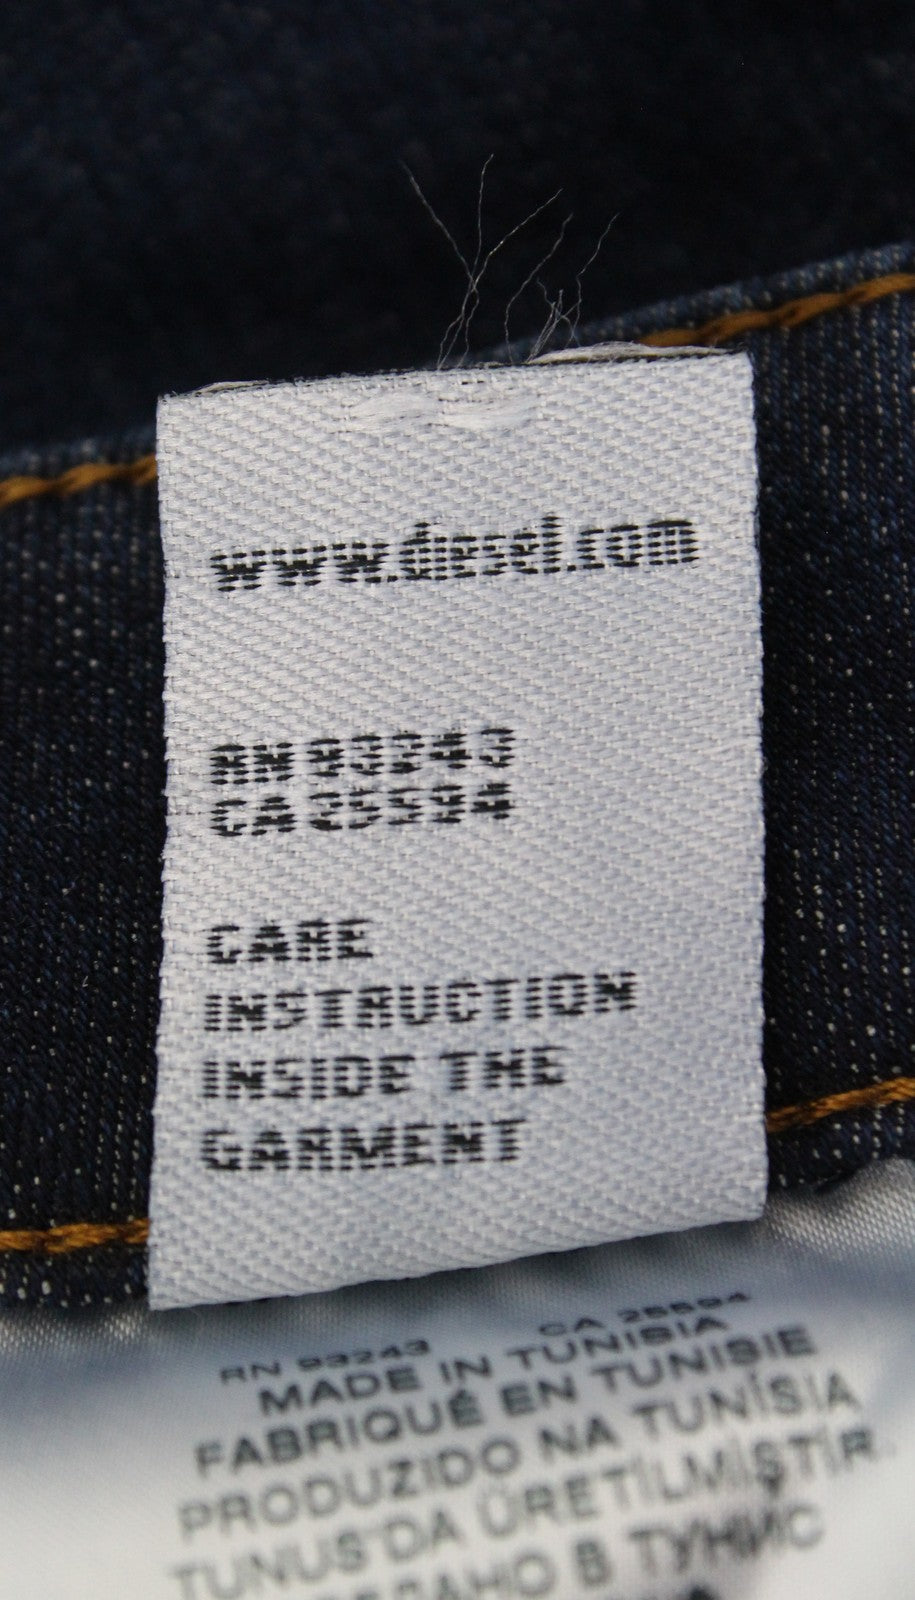 www.diesel.com
RN 93243
CA 25594
CARE
INSTRUCTION
INSIDE THE
GARMENT
RN 93243 CA 25594
MADE IN TUNISIA
FABRIQUÉ EN TUNISIE
PRODUZIDO NA TUNÍSIA
TUNUS'DA ÜRETİLMİŞTİR.
В ТУНИС